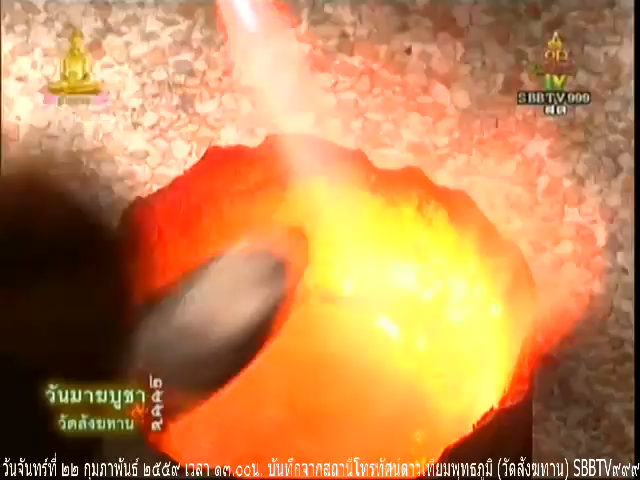 IV
SBBTV.999
สด
วันมาฆบูชา
วัดสังฆทาน
๒๕๕๙
วันจันทร์ที่ ๒๒ กุมภาพันธ์ ๒๕๕๙ เวลา ๑๓.๐๐น. บันทึกจากสถานีโทรทัศน์ดาวเทียมพุทธภูมิ (วัดสังฆทาน) SBBTV๙๙๙